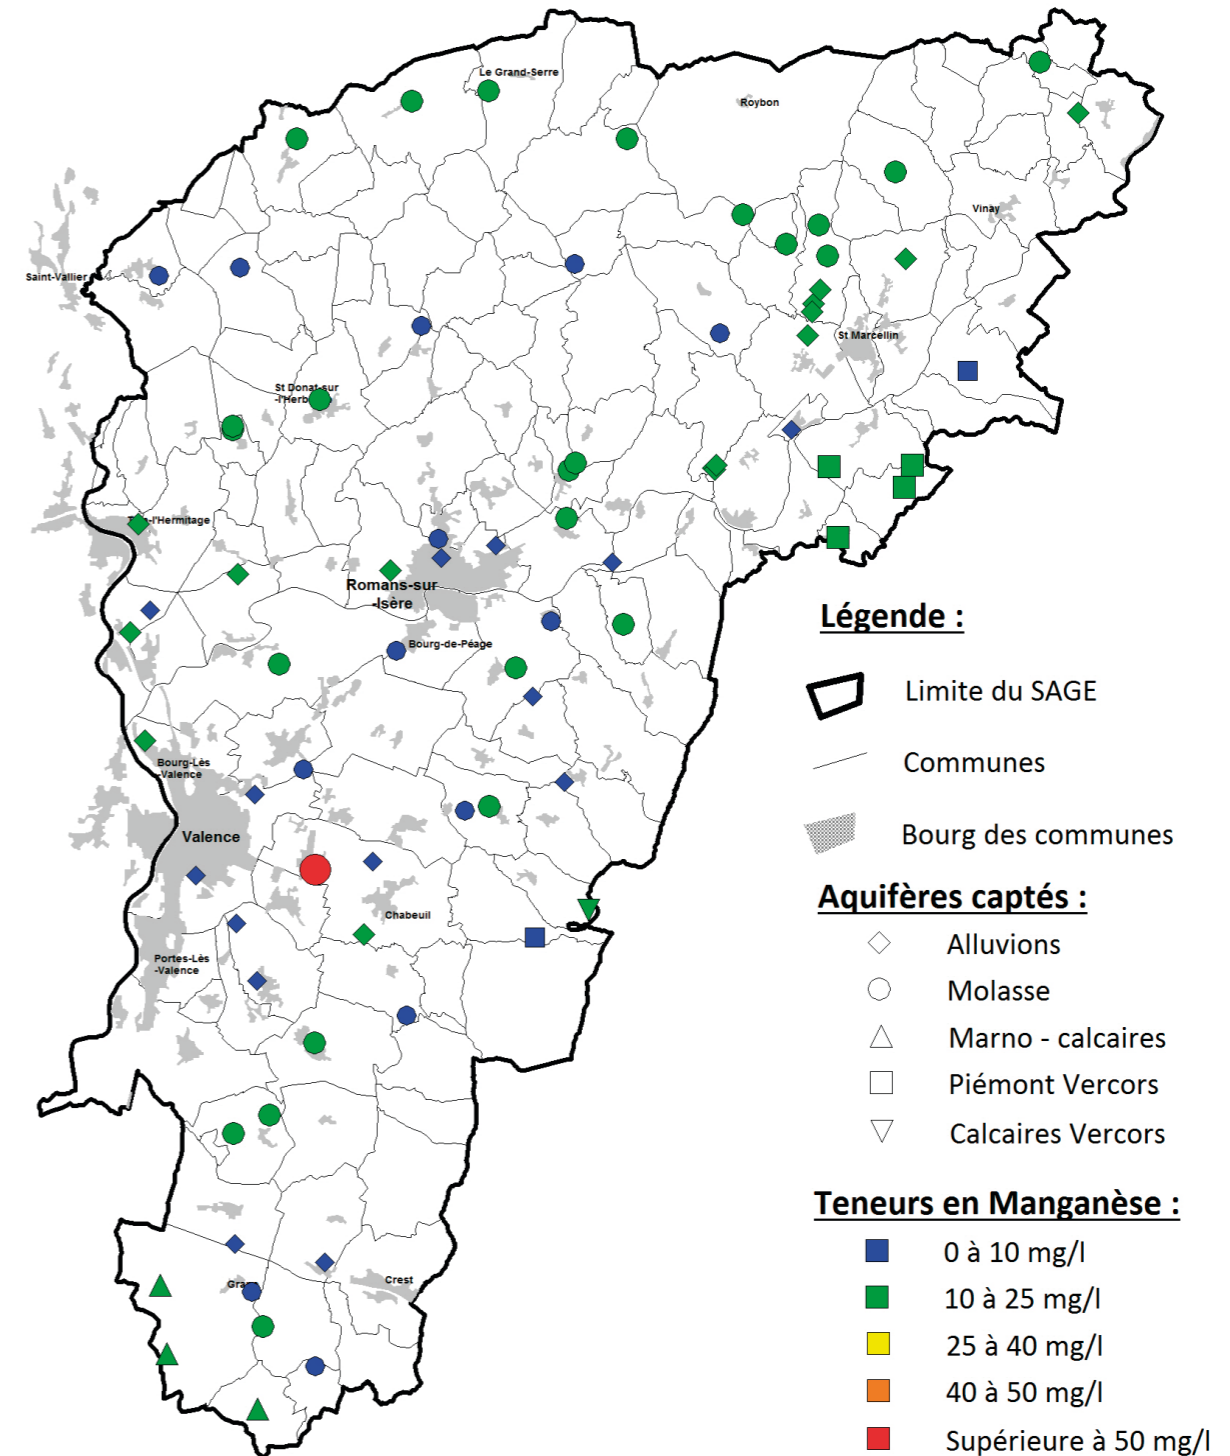 Le Grand-Serre
Roybon
Vinay
Saint-Vallier
St Marcellin
St Donat-sur
-l'Herb
l'Hermitage
Romans-sur
-Isère
Bourg-de-Péage
Bourg-Lès
-Valence
Valence
Chabeuil
Portes-Lès
-Valence
Crest
Légende :
Limite du SAGE
Communes
Bourg des communes
Aquifères captés :
Alluvions
Molasse
Marno - calcaires
Piémont Vercors
Calcaires Vercors
Teneurs en Manganèse :
0 à 10 mg/l
10 à 25 mg/l
25 à 40 mg/l
40 à 50 mg/l
Supérieure à 50 mg/l